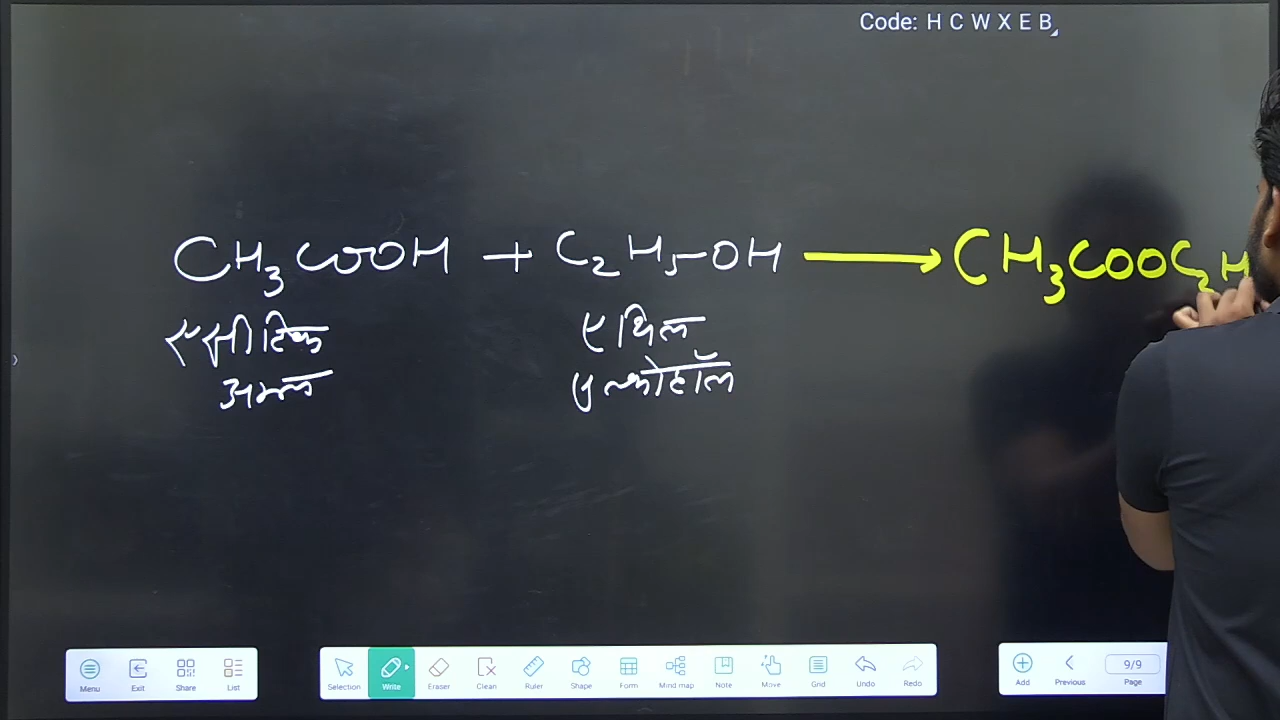 Code: H C W X E B
CH₃COOH + C₂H₅-OH ⟶ CH₃COOC₂H
एसीटिक
अम्ल
एथिल
एल्कोहॉल
Menu Exit Share List Selection Write Eraser Clean Ruler Shape Form Mind map Note Move Grid Undo Redo Add Previous 9/9 Page